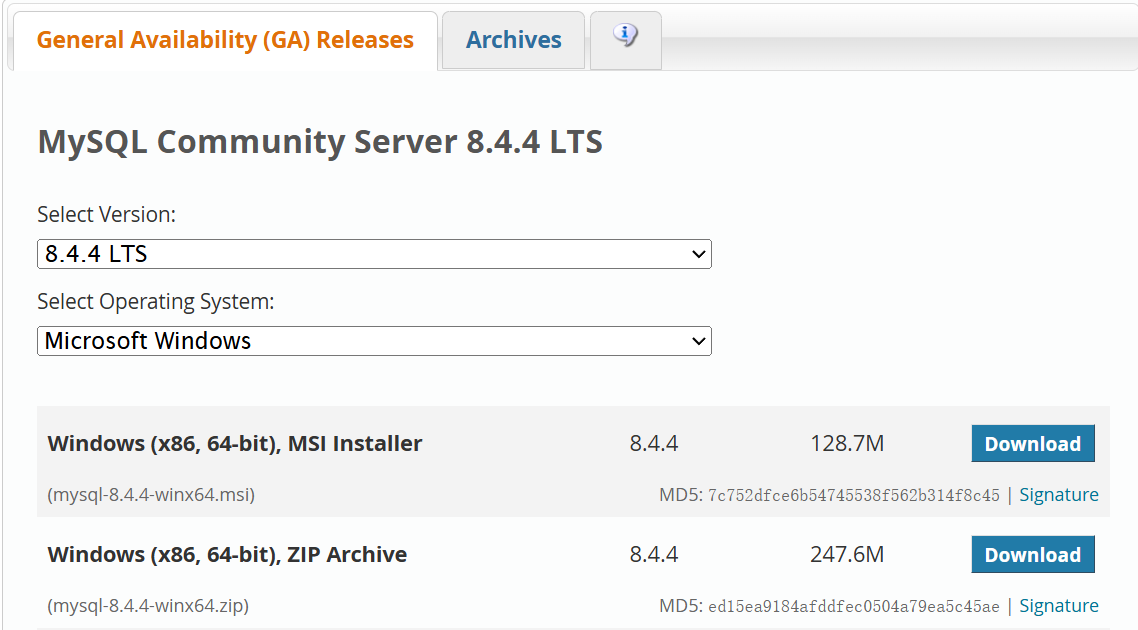 General Availability (GA) Releases
Archives
MySQL Community Server 8.4.4 LTS
Select Version:
8.4.4 LTS
Select Operating System:
Microsoft Windows
Windows (x86, 64-bit), MSI Installer 8.4.4 128.7M Download
(mysql-8.4.4-winx64.msi) MD5: 7c752dfce6b54745538f562b314f8c45 | Signature
Windows (x86, 64-bit), ZIP Archive 8.4.4 247.6M Download
(mysql-8.4.4-winx64.zip) MD5: ed15ea9184afddfec0504a79ea5c45ae | Signature